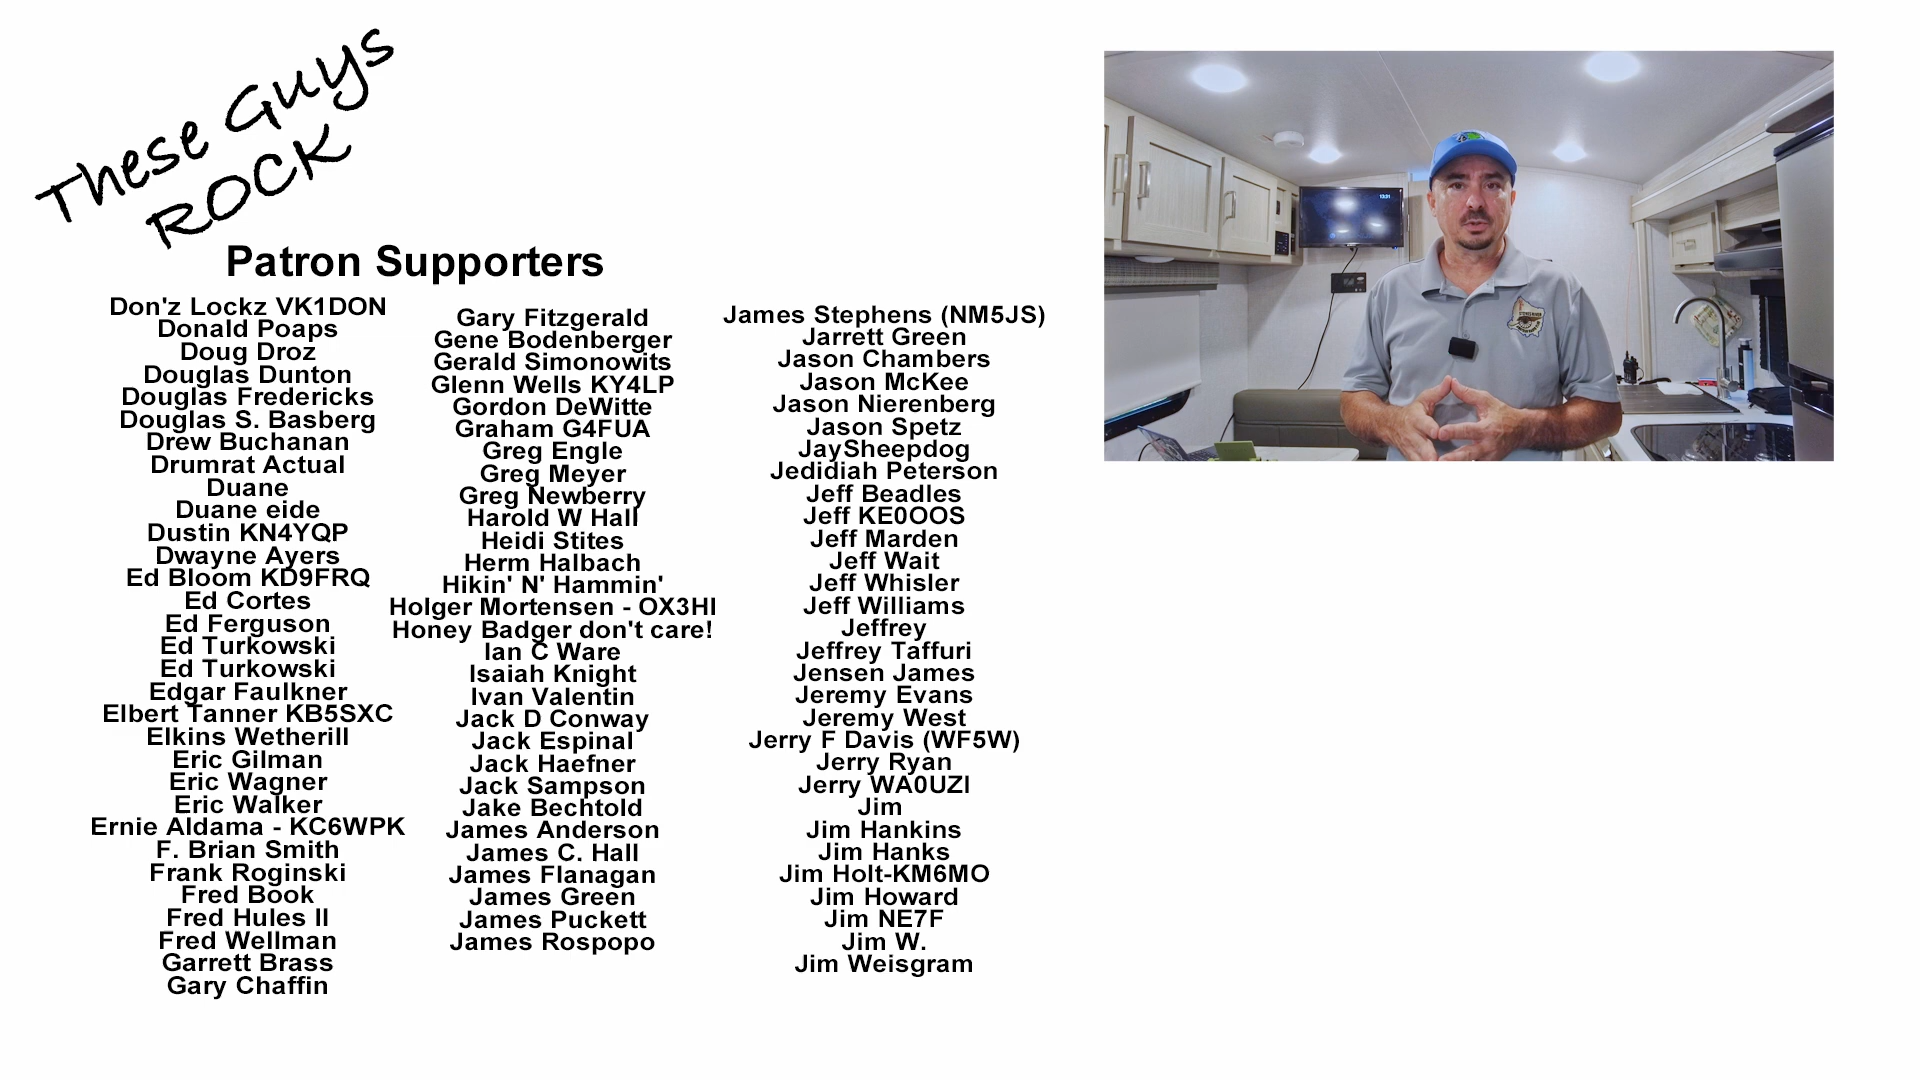 These Guys
ROCK
Patron Supporters
Don'z Lockz VK1DON
Donald Poaps
Doug Droz
Douglas Dunton
Douglas Fredericks
Douglas S. Basberg
Drew Buchanan
Drumrat Actual
Duane
Duane eide
Dustin KN4YQP
Dwayne Ayers
Ed Bloom KD9FRQ
Ed Cortes
Ed Ferguson
Ed Turkowski
Ed Turkowski
Edgar Faulkner
Elbert Tanner KB5SXC
Elkins Wetherill
Eric Gilman
Eric Wagner
Eric Walker
Ernie Aldama - KC6WPK
F. Brian Smith
Frank Roginski
Fred Book
Fred Hules II
Fred Wellman
Garrett Brass
Gary Chaffin
Gary Fitzgerald
Gene Bodenberger
Gerald Simonowits
Glenn Wells KY4LP
Gordon DeWitte
Graham G4FUA
Greg Engle
Greg Meyer
Greg Newberry
Harold W Hall
Heidi Stites
Herm Halbach
Hikin' N' Hammin'
Holger Mortensen - OX3HI
Honey Badger don't care!
Ian C Ware
Isaiah Knight
Ivan Valentin
Jack D Conway
Jack Espinal
Jack Haefner
Jack Sampson
Jake Bechtold
James Anderson
James C. Hall
James Flanagan
James Green
James Puckett
James Rospopo
James Stephens (NM5JS)
Jarrett Green
Jason Chambers
Jason McKee
Jason Nierenberg
Jason Spetz
JaySheepdog
Jedidiah Peterson
Jeff Beadles
Jeff KE0OOS
Jeff Marden
Jeff Wait
Jeff Whisler
Jeff Williams
Jeffrey
Jeffrey Taffuri
Jensen James
Jeremy Evans
Jeremy West
Jerry F Davis (WF5W)
Jerry Ryan
Jerry WA0UZI
Jim
Jim Hankins
Jim Hanks
Jim Holt-KM6MO
Jim Howard
Jim NE7F
Jim W.
Jim Weisgram